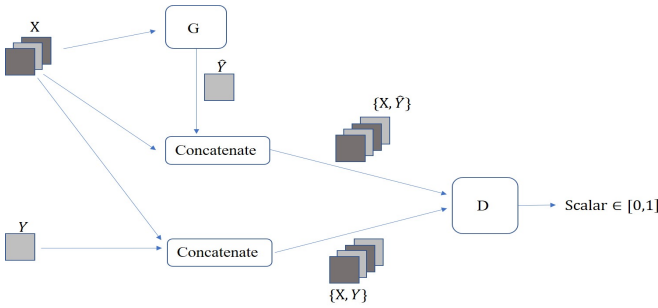 X
G
Ŷ
{X, Ŷ}
Concatenate
D
Scalar ∈ [0,1]
Y
Concatenate
{X, Y}